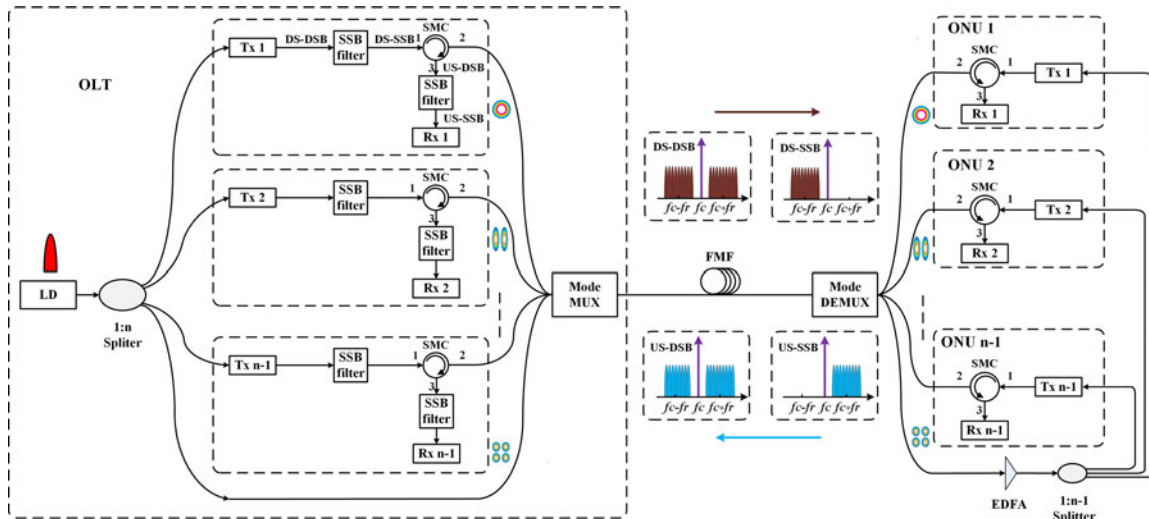 OLT
LD
1:n
Spliter
Tx 1
DS-DSB
SSB
filter
DS-SSB
SMC
1
2
3
US-DSB
SSB
filter
US-SSB
Rx 1
Tx 2
SSB
filter
SMC
1
2
3
SSB
filter
Rx 2
Tx n-1
SSB
filter
SMC
1
2
3
SSB
filter
Rx n-1
Mode
MUX
DS-DSB
fc-fr fc fc+fr
DS-SSB
fc-fr fc fc+fr
FMF
US-DSB
fc-fr fc fc+fr
US-SSB
fc-fr fc fc+fr
Mode
DEMUX
ONU 1
SMC
2
1
3
Tx 1
Rx 1
ONU 2
SMC
2
1
3
Tx 2
Rx 2
ONU n-1
SMC
2
1
3
Tx n-1
Rx n-1
EDFA
1:n-1
Splitter